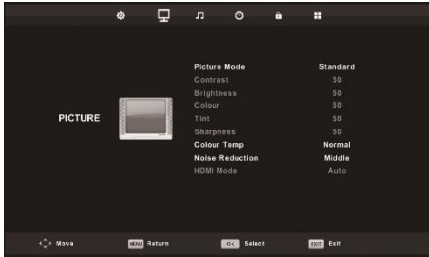 Picture Mode Standard
Contrast 50
Brightness 50
Colour 50
PICTURE
Tint 50
Sharpness 50
Colour Temp Normal
Noise Reduction Middle
HDMI Mode Auto
Move MENU Return OK Select EXIT Exit